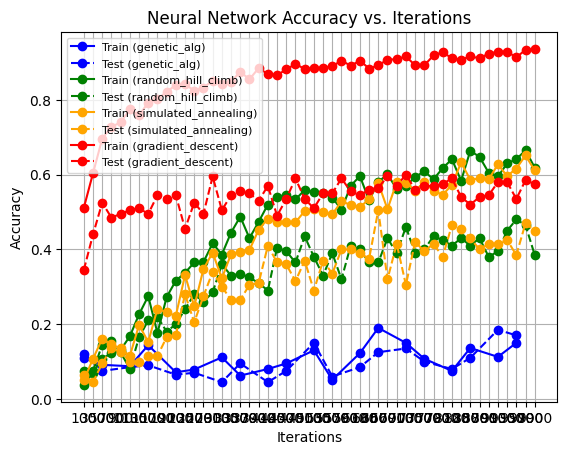 Neural Network Accuracy vs. Iterations
Train (genetic_alg)
Test (genetic_alg)
Train (random_hill_climb)
Test (random_hill_climb)
Train (simulated_annealing)
Test (simulated_annealing)
Train (gradient_descent)
Test (gradient_descent)
Accuracy
0.8
0.6
0.4
0.2
0.0
Iterations